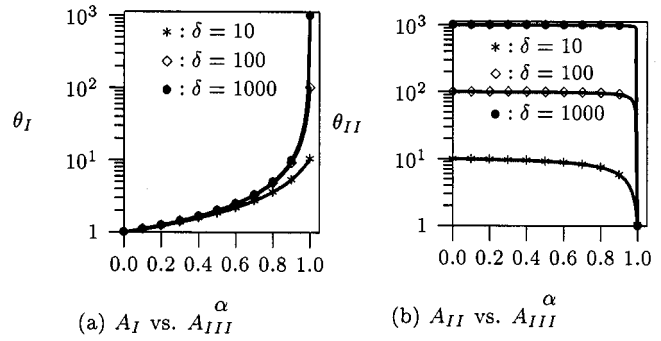 10³
* : δ = 10
◇ : δ = 100
● : δ = 1000
10²
θ_I
10¹
1
0.0 0.2 0.4 0.6 0.8 1.0
α
(a) A_I vs. A_III
10³
* : δ = 10
◇ : δ = 100
10²
● : δ = 1000
θ_II
10¹
1
0.0 0.2 0.4 0.6 0.8 1.0
α
(b) A_II vs. A_III